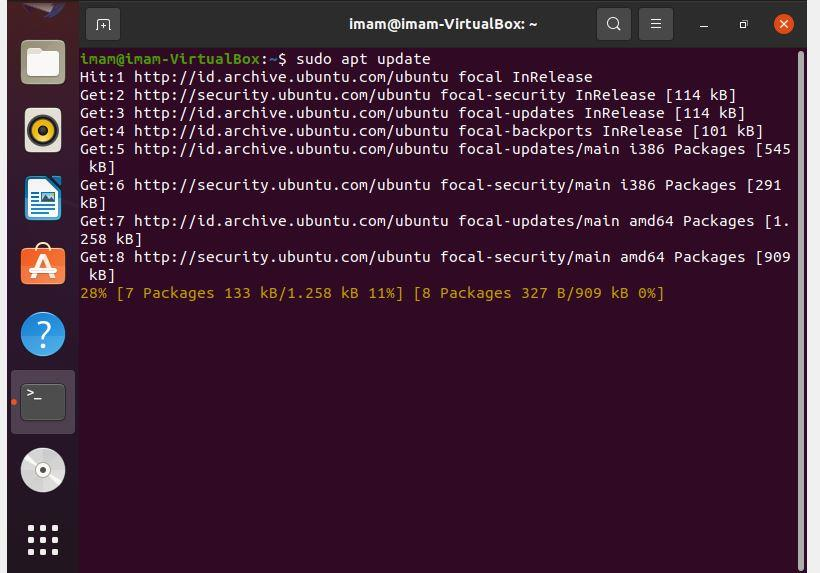 imam@imam-VirtualBox: ~
imam@imam-VirtualBox:~$ sudo apt update
Hit:1 http://id.archive.ubuntu.com/ubuntu focal InRelease
Get:2 http://security.ubuntu.com/ubuntu focal-security InRelease [114 kB]
Get:3 http://id.archive.ubuntu.com/ubuntu focal-updates InRelease [114 kB]
Get:4 http://id.archive.ubuntu.com/ubuntu focal-backports InRelease [101 kB]
Get:5 http://id.archive.ubuntu.com/ubuntu focal-updates/main i386 Packages [545
 kB]
Get:6 http://security.ubuntu.com/ubuntu focal-security/main i386 Packages [291
kB]
Get:7 http://id.archive.ubuntu.com/ubuntu focal-updates/main amd64 Packages [1.
258 kB]
Get:8 http://security.ubuntu.com/ubuntu focal-security/main amd64 Packages [909
 kB]
28% [7 Packages 133 kB/1.258 kB 11%] [8 Packages 327 B/909 kB 0%]